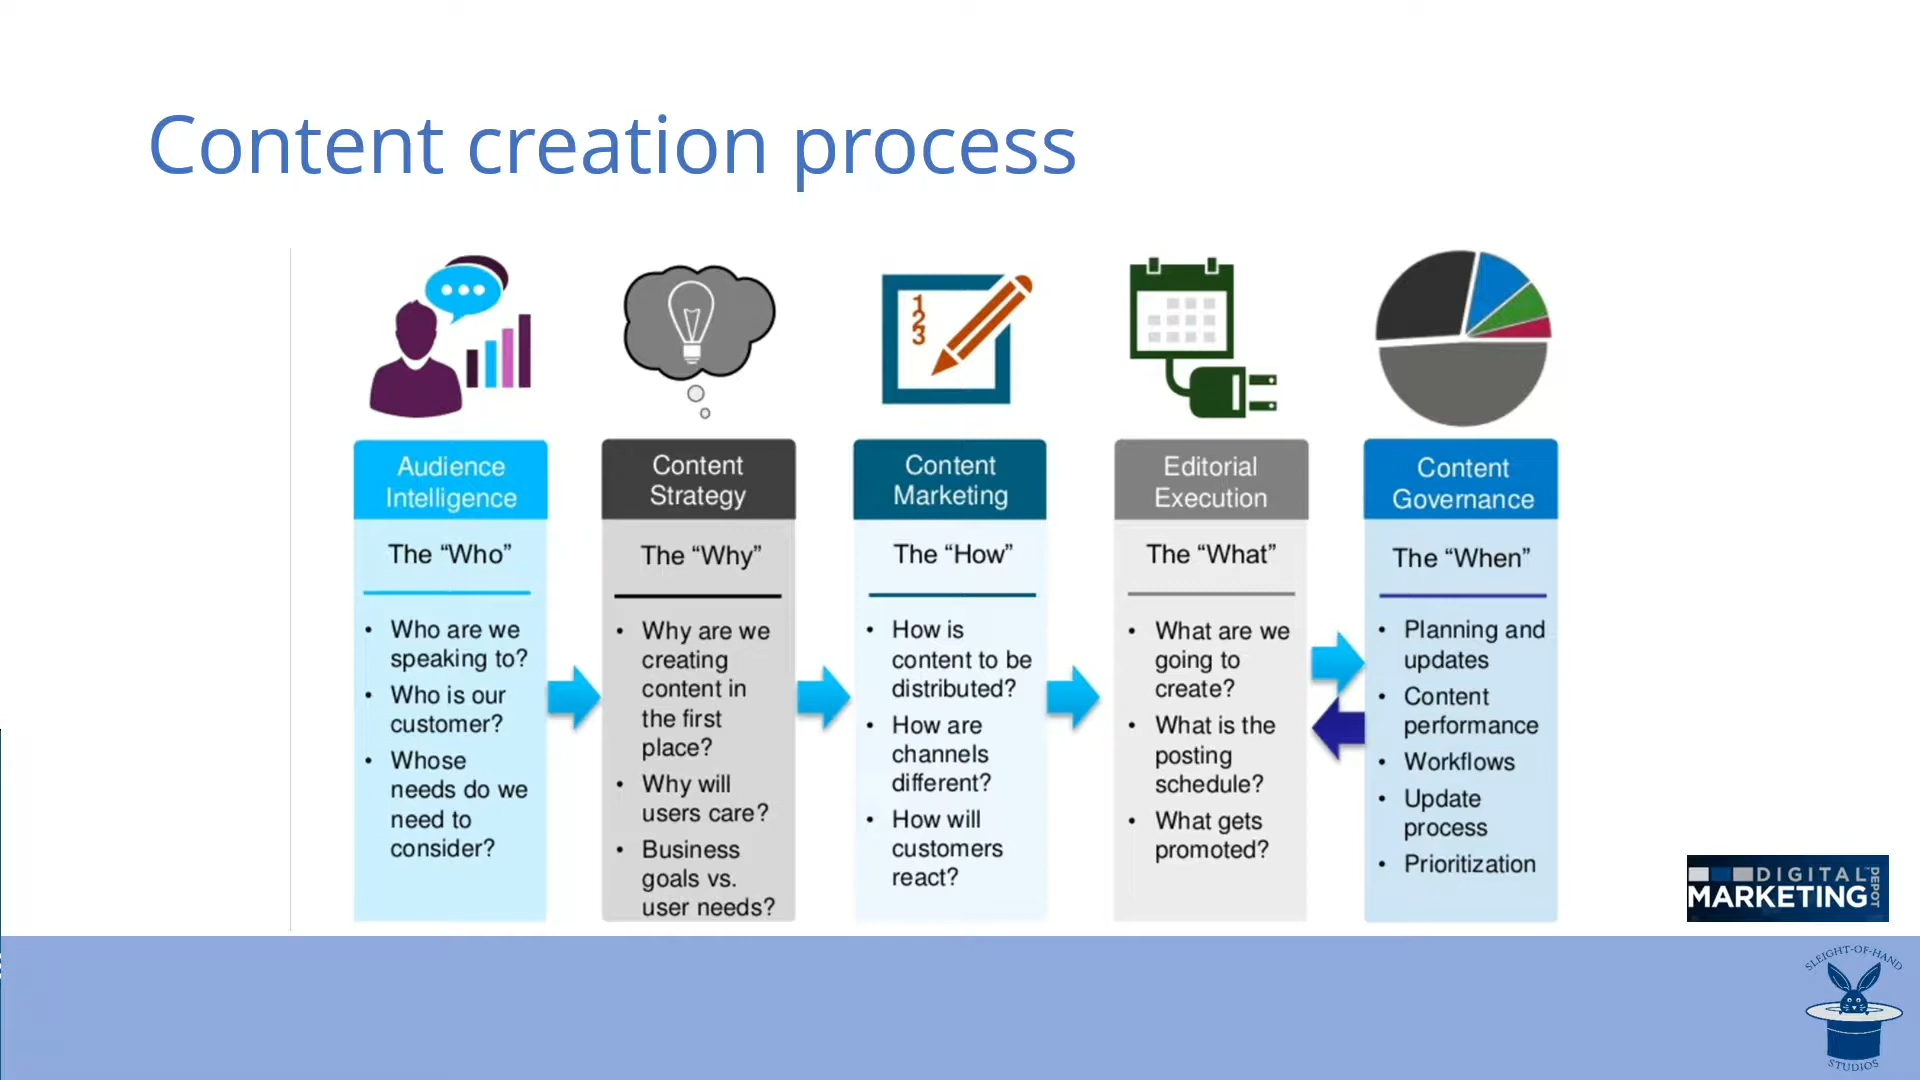 Content creation process
1
2
3
Audience
Intelligence
The “Who”
• Who are we
speaking to?
• Who is our
customer?
• Whose
needs do we
need to
consider?
Content
Strategy
The “Why”
• Why are we
creating
content in
the first
place?
• Why will
users care?
• Business
goals vs.
user needs?
Content
Marketing
The “How”
• How is
content to be
distributed?
• How are
channels
different?
• How will
customers
react?
Editorial
Execution
The “What”
• What are we
going to
create?
• What is the
posting
schedule?
• What gets
promoted?
Content
Governance
The “When”
• Planning and
updates
• Content
performance
• Workflows
• Update
process
• Prioritization
DIGITAL
MARKETING
DEPOT
SLEIGHT-OF-HAND
STUDIOS